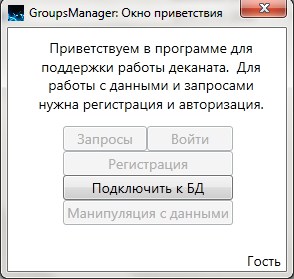 GroupsManager: Окно приветствия
Приветствуем в программе для
поддержки работы деканата. Для
работы с данными и запросами
нужна регистрация и авторизация.
Запросы Войти
Регистрация
Подключить к БД
Манипуляция с данными
Гость